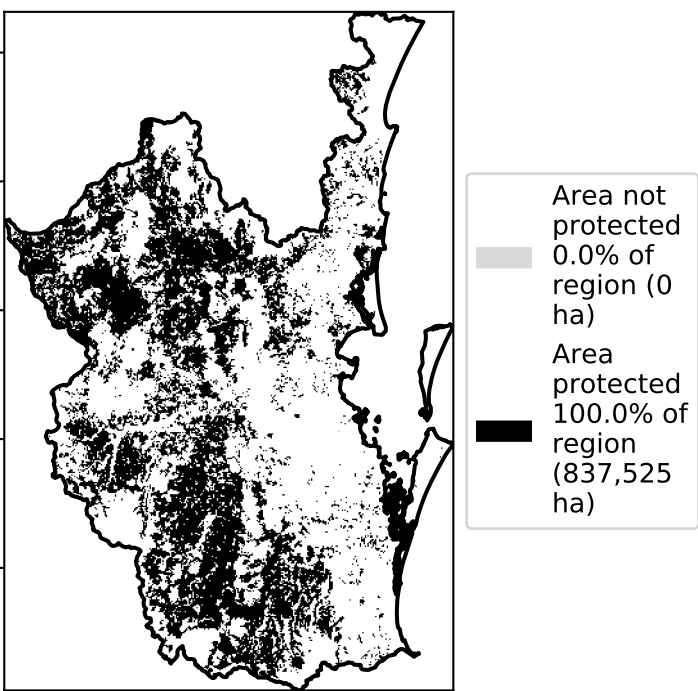 Area not
protected
0.0% of
region (0
ha)
Area
protected
100.0% of
region
(837,525
ha)